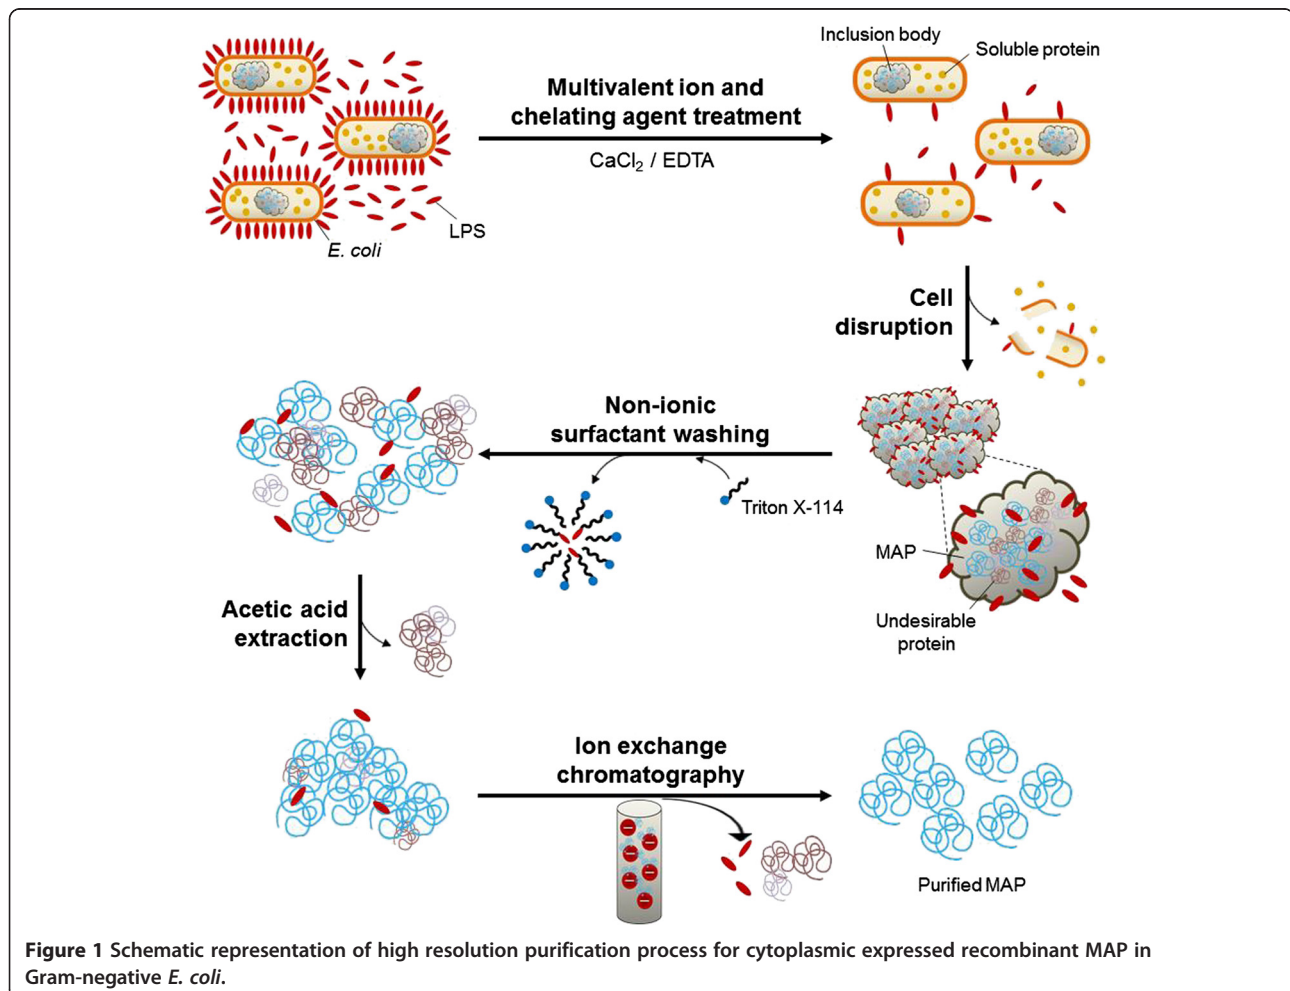 Inclusion body
Soluble protein
Multivalent ion and
chelating agent treatment
CaCl₂ / EDTA
LPS
E. coli
Cell
disruption
Non-ionic
surfactant washing
Triton X-114
MAP
Undesirable
protein
Acetic acid
extraction
Ion exchange
chromatography
Purified MAP
Figure 1 Schematic representation of high resolution purification process for cytoplasmic expressed recombinant MAP in
Gram-negative E. coli.